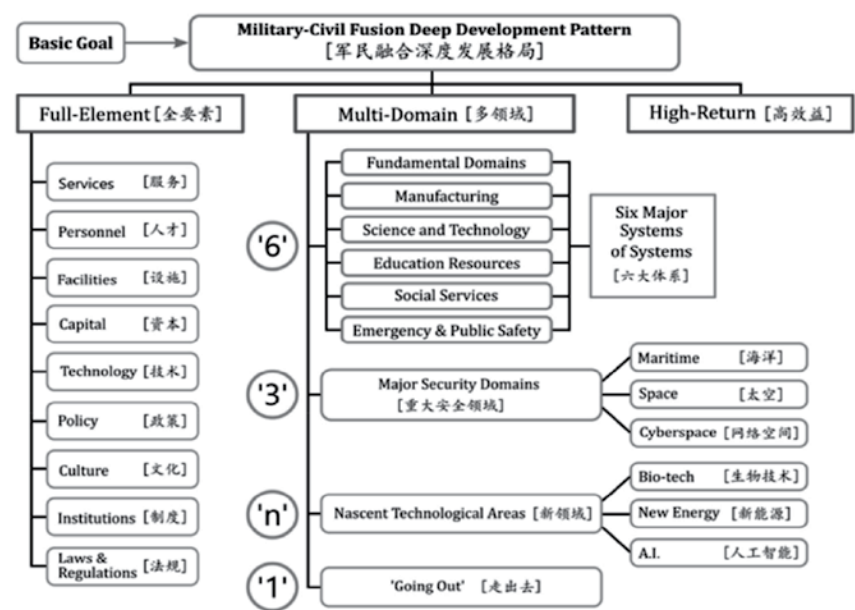 Basic Goal
Military-Civil Fusion Deep Development Pattern
[军民融合深度发展格局]
Full-Element [全要素]
Multi-Domain [多领域]
High-Return [高效益]
Services [服务]
Personnel [人才]
Facilities [设施]
Capital [资本]
Technology [技术]
Policy [政策]
Culture [文化]
Institutions [制度]
Laws &
Regulations [法规]
'6'
Fundamental Domains
Manufacturing
Science and Technology
Education Resources
Social Services
Emergency & Public Safety
Six Major
Systems
of Systems
[六大体系]
'3'
Major Security Domains
[重大安全领域]
Maritime [海洋]
Space [太空]
Cyberspace [网络空间]
'n'
Nascent Technological Areas [新领域]
Bio-tech [生物技术]
New Energy [新能源]
A.I. [人工智能]
'1'
'Going Out' [走出去]